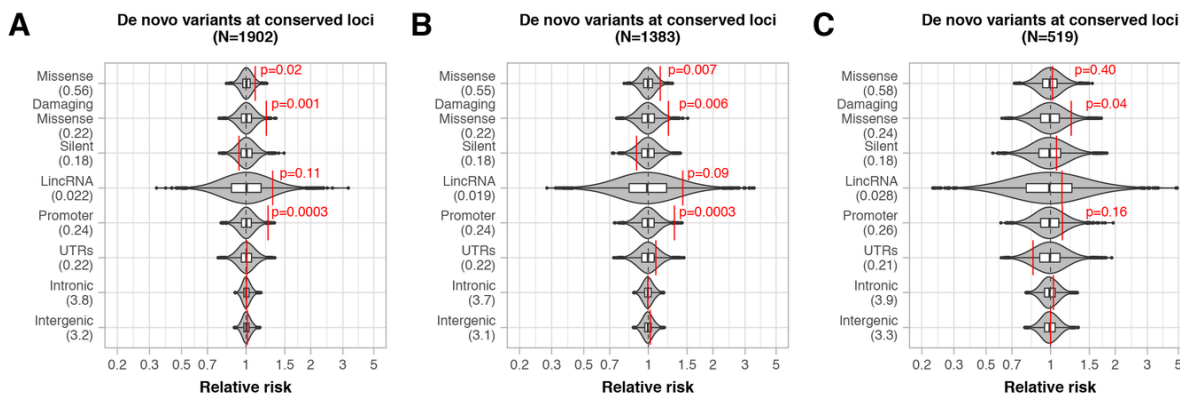 A
De novo variants at conserved loci
(N=1902)
Missense
(0.56)
Damaging
Missense
(0.22)
Silent
(0.18)
LincRNA
(0.022)
Promoter
(0.24)
UTRs
(0.22)
Intronic
(3.8)
Intergenic
(3.2)
p=0.02
p=0.001
p=0.11
p=0.0003
0.2 0.3 0.5 0.7 1 1.5 2 3 5
Relative risk
B
De novo variants at conserved loci
(N=1383)
Missense
(0.55)
Damaging
Missense
(0.22)
Silent
(0.18)
LincRNA
(0.019)
Promoter
(0.24)
UTRs
(0.22)
Intronic
(3.7)
Intergenic
(3.1)
p=0.007
p=0.006
p=0.09
p=0.0003
0.2 0.3 0.5 0.7 1 1.5 2 3 5
Relative risk
C
De novo variants at conserved loci
(N=519)
Missense
(0.58)
Damaging
Missense
(0.24)
Silent
(0.18)
LincRNA
(0.028)
Promoter
(0.26)
UTRs
(0.21)
Intronic
(3.9)
Intergenic
(3.3)
p=0.40
p=0.04
p=0.16
0.2 0.3 0.5 0.7 1 1.5 2 3 5
Relative risk